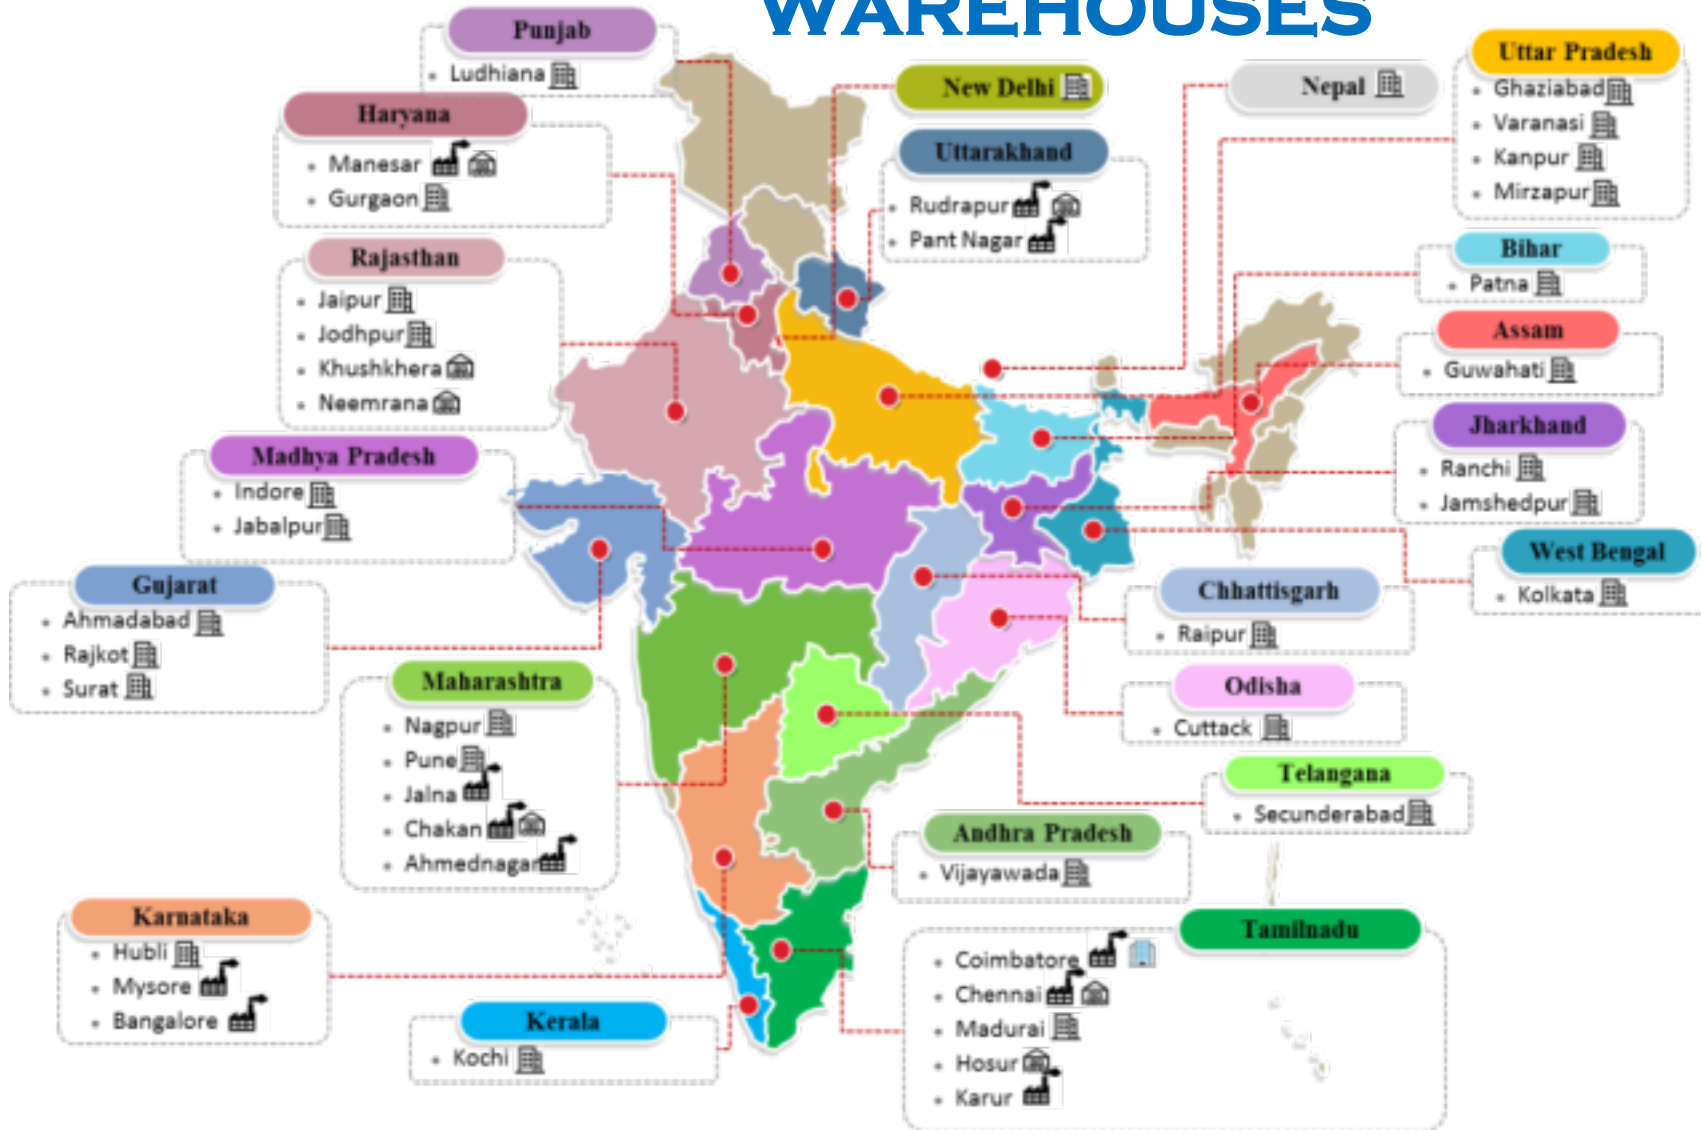 WAREHOUSES
Punjab
Ludhiana
Haryana
Manesar
Gurgaon
Rajasthan
Jaipur
Jodhpur
Khushkhera
Neemrana
Madhya Pradesh
Indore
Jabalpur
Gujarat
Ahmadabad
Rajkot
Surat
Maharashtra
Nagpur
Pune
Jalna
Chakan
Ahmednagar
Karnataka
Hubli
Mysore
Bangalore
Kerala
Kochi
New Delhi
Uttarakhand
Rudrapur
Pant Nagar
Nepal
Uttar Pradesh
Ghaziabad
Varanasi
Kanpur
Mirzapur
Bihar
Patna
Assam
Guwahati
Jharkhand
Ranchi
Jamshedpur
West Bengal
Kolkata
Chhattisgarh
Raipur
Odisha
Cuttack
Telangana
Secunderabad
Andhra Pradesh
Vijayawada
Tamilnadu
Coimbatore
Chennai
Madurai
Hosur
Karur